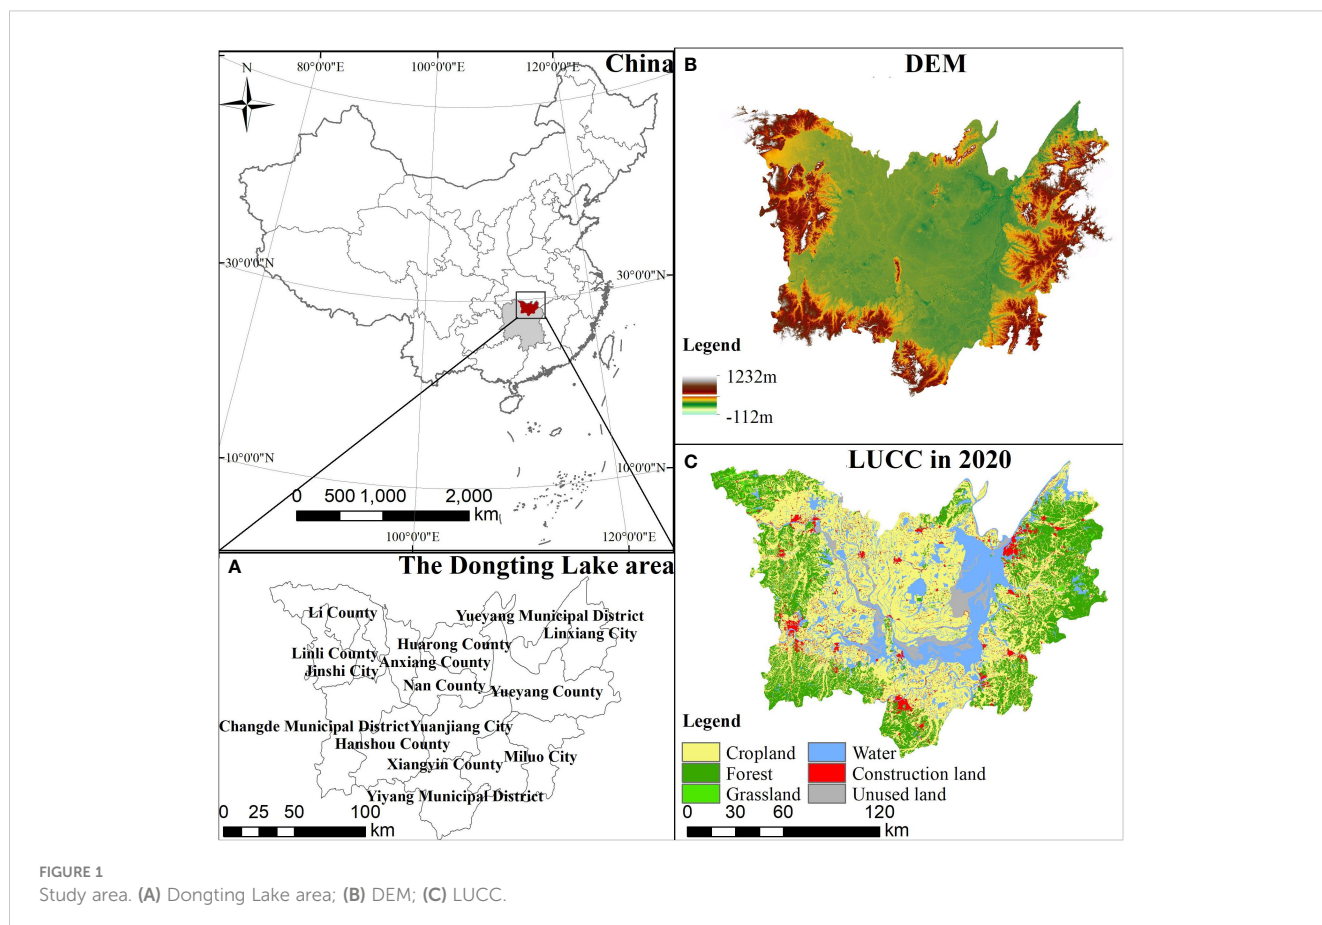 China
N
80°0'0"E
100°0'0"E
120°0'0"E
30°0'0"N
30°0'0"N
10°0'0"N
10°0'0"N
0 500 1,000 2,000
km
100°0'0"E
120°0'0"E
A
The Dongting Lake area
Li County
Yueyang Municipal District
Linxiang City
Huarong County
Linli County
Anxiang County
Jinshi City
Nan County
Yueyang County
Changde Municipal District
Yuanjiang City
Hanshou County
Miluo City
Xiangyin County
Yiyang Municipal District
0 25 50 100
km
B
DEM
Legend
1232m
-112m
C
LUCC in 2020
Legend
Cropland
Water
Forest
Construction land
Grassland
Unused land
0 30 60 120
km
FIGURE 1
Study area. (A) Dongting Lake area; (B) DEM; (C) LUCC.